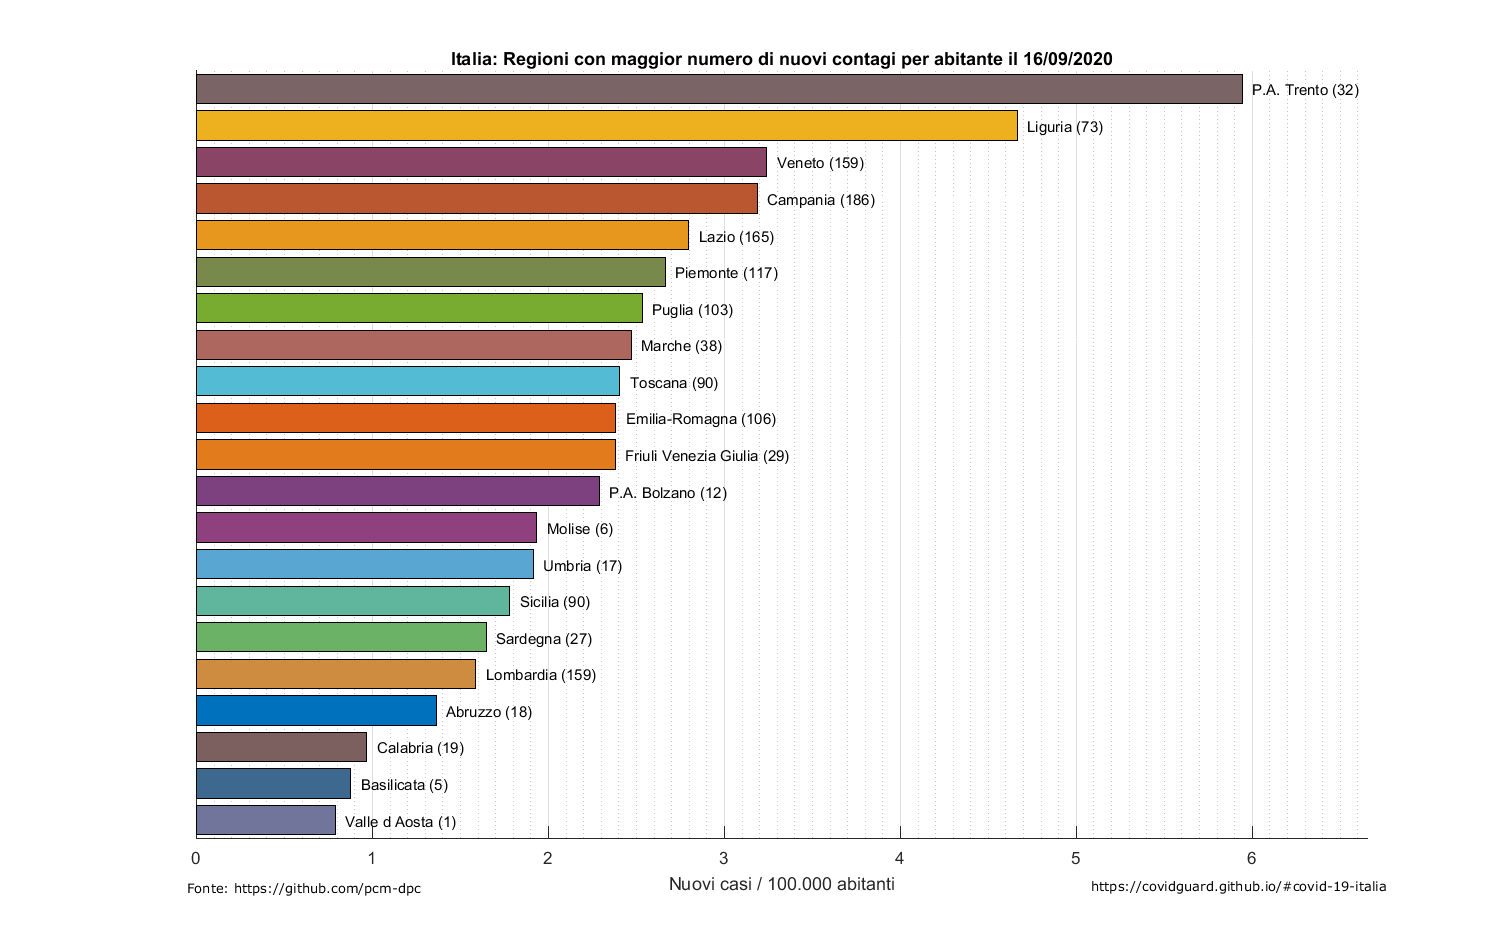 Italia: Regioni con maggior numero di nuovi contagi per abitante il 16/09/2020
P.A. Trento (32)
Liguria (73)
Veneto (159)
Campania (186)
Lazio (165)
Piemonte (117)
Puglia (103)
Marche (38)
Toscana (90)
Emilia-Romagna (106)
Friuli Venezia Giulia (29)
P.A. Bolzano (12)
Molise (6)
Umbria (17)
Sicilia (90)
Sardegna (27)
Lombardia (159)
Abruzzo (18)
Calabria (19)
Basilicata (5)
Valle d Aosta (1)
0 1 2 3 4 5 6
Nuovi casi / 100.000 abitanti
Fonte: https://github.com/pcm-dpc
https://covidguard.github.io/#covid-19-italia